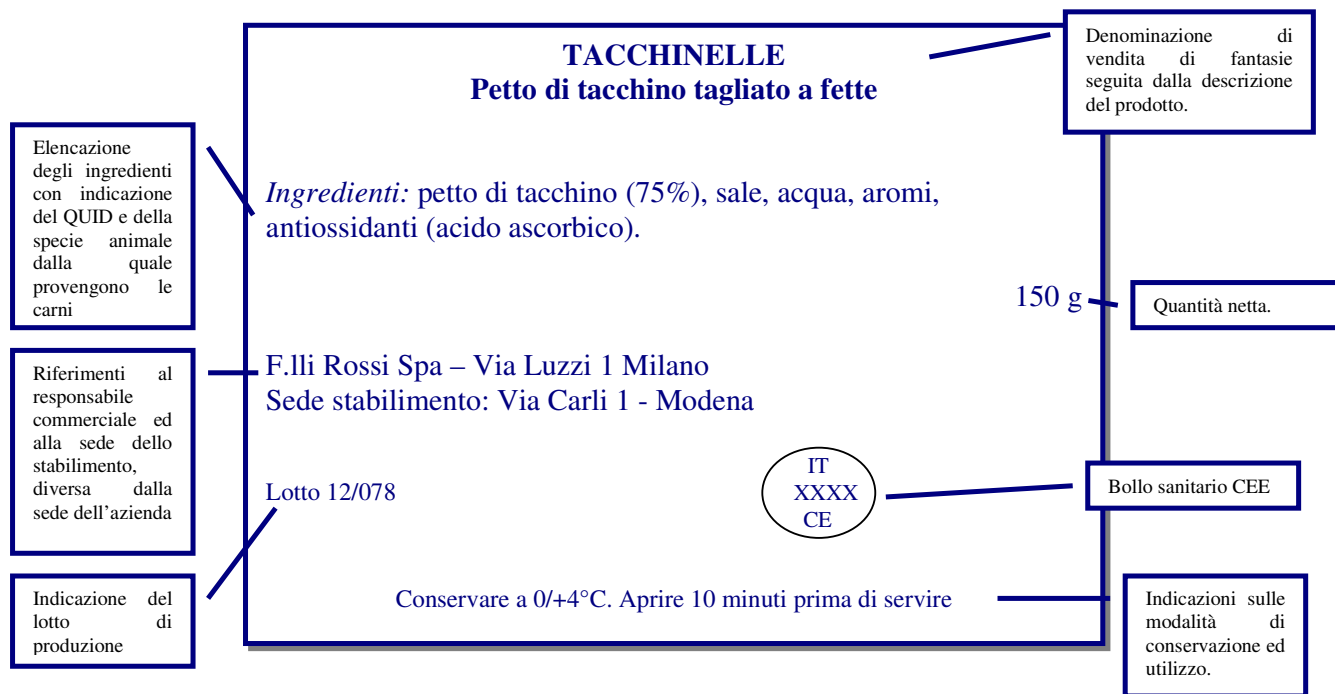 TACCHINELLE
Petto di tacchino tagliato a fette
Denominazione di
vendita di fantasie
seguita dalla descrizione
del prodotto.
Elencazione
degli ingredienti
con indicazione
del QUID e della
specie animale
dalla quale
provengono le
carni
Ingredienti: petto di tacchino (75%), sale, acqua, aromi,
antiossidanti (acido ascorbico).
150 g
Quantità netta.
Riferimenti al
responsabile
commerciale ed
alla sede dello
stabilimento,
diversa dalla
sede dell’azienda
F.lli Rossi Spa – Via Luzzi 1 Milano
Sede stabilimento: Via Carli 1 - Modena
Lotto 12/078
IT
XXXX
CE
Bollo sanitario CEE
Indicazione del
lotto di
produzione
Conservare a 0/+4°C. Aprire 10 minuti prima di servire
Indicazioni sulle
modalità di
conservazione ed
utilizzo.